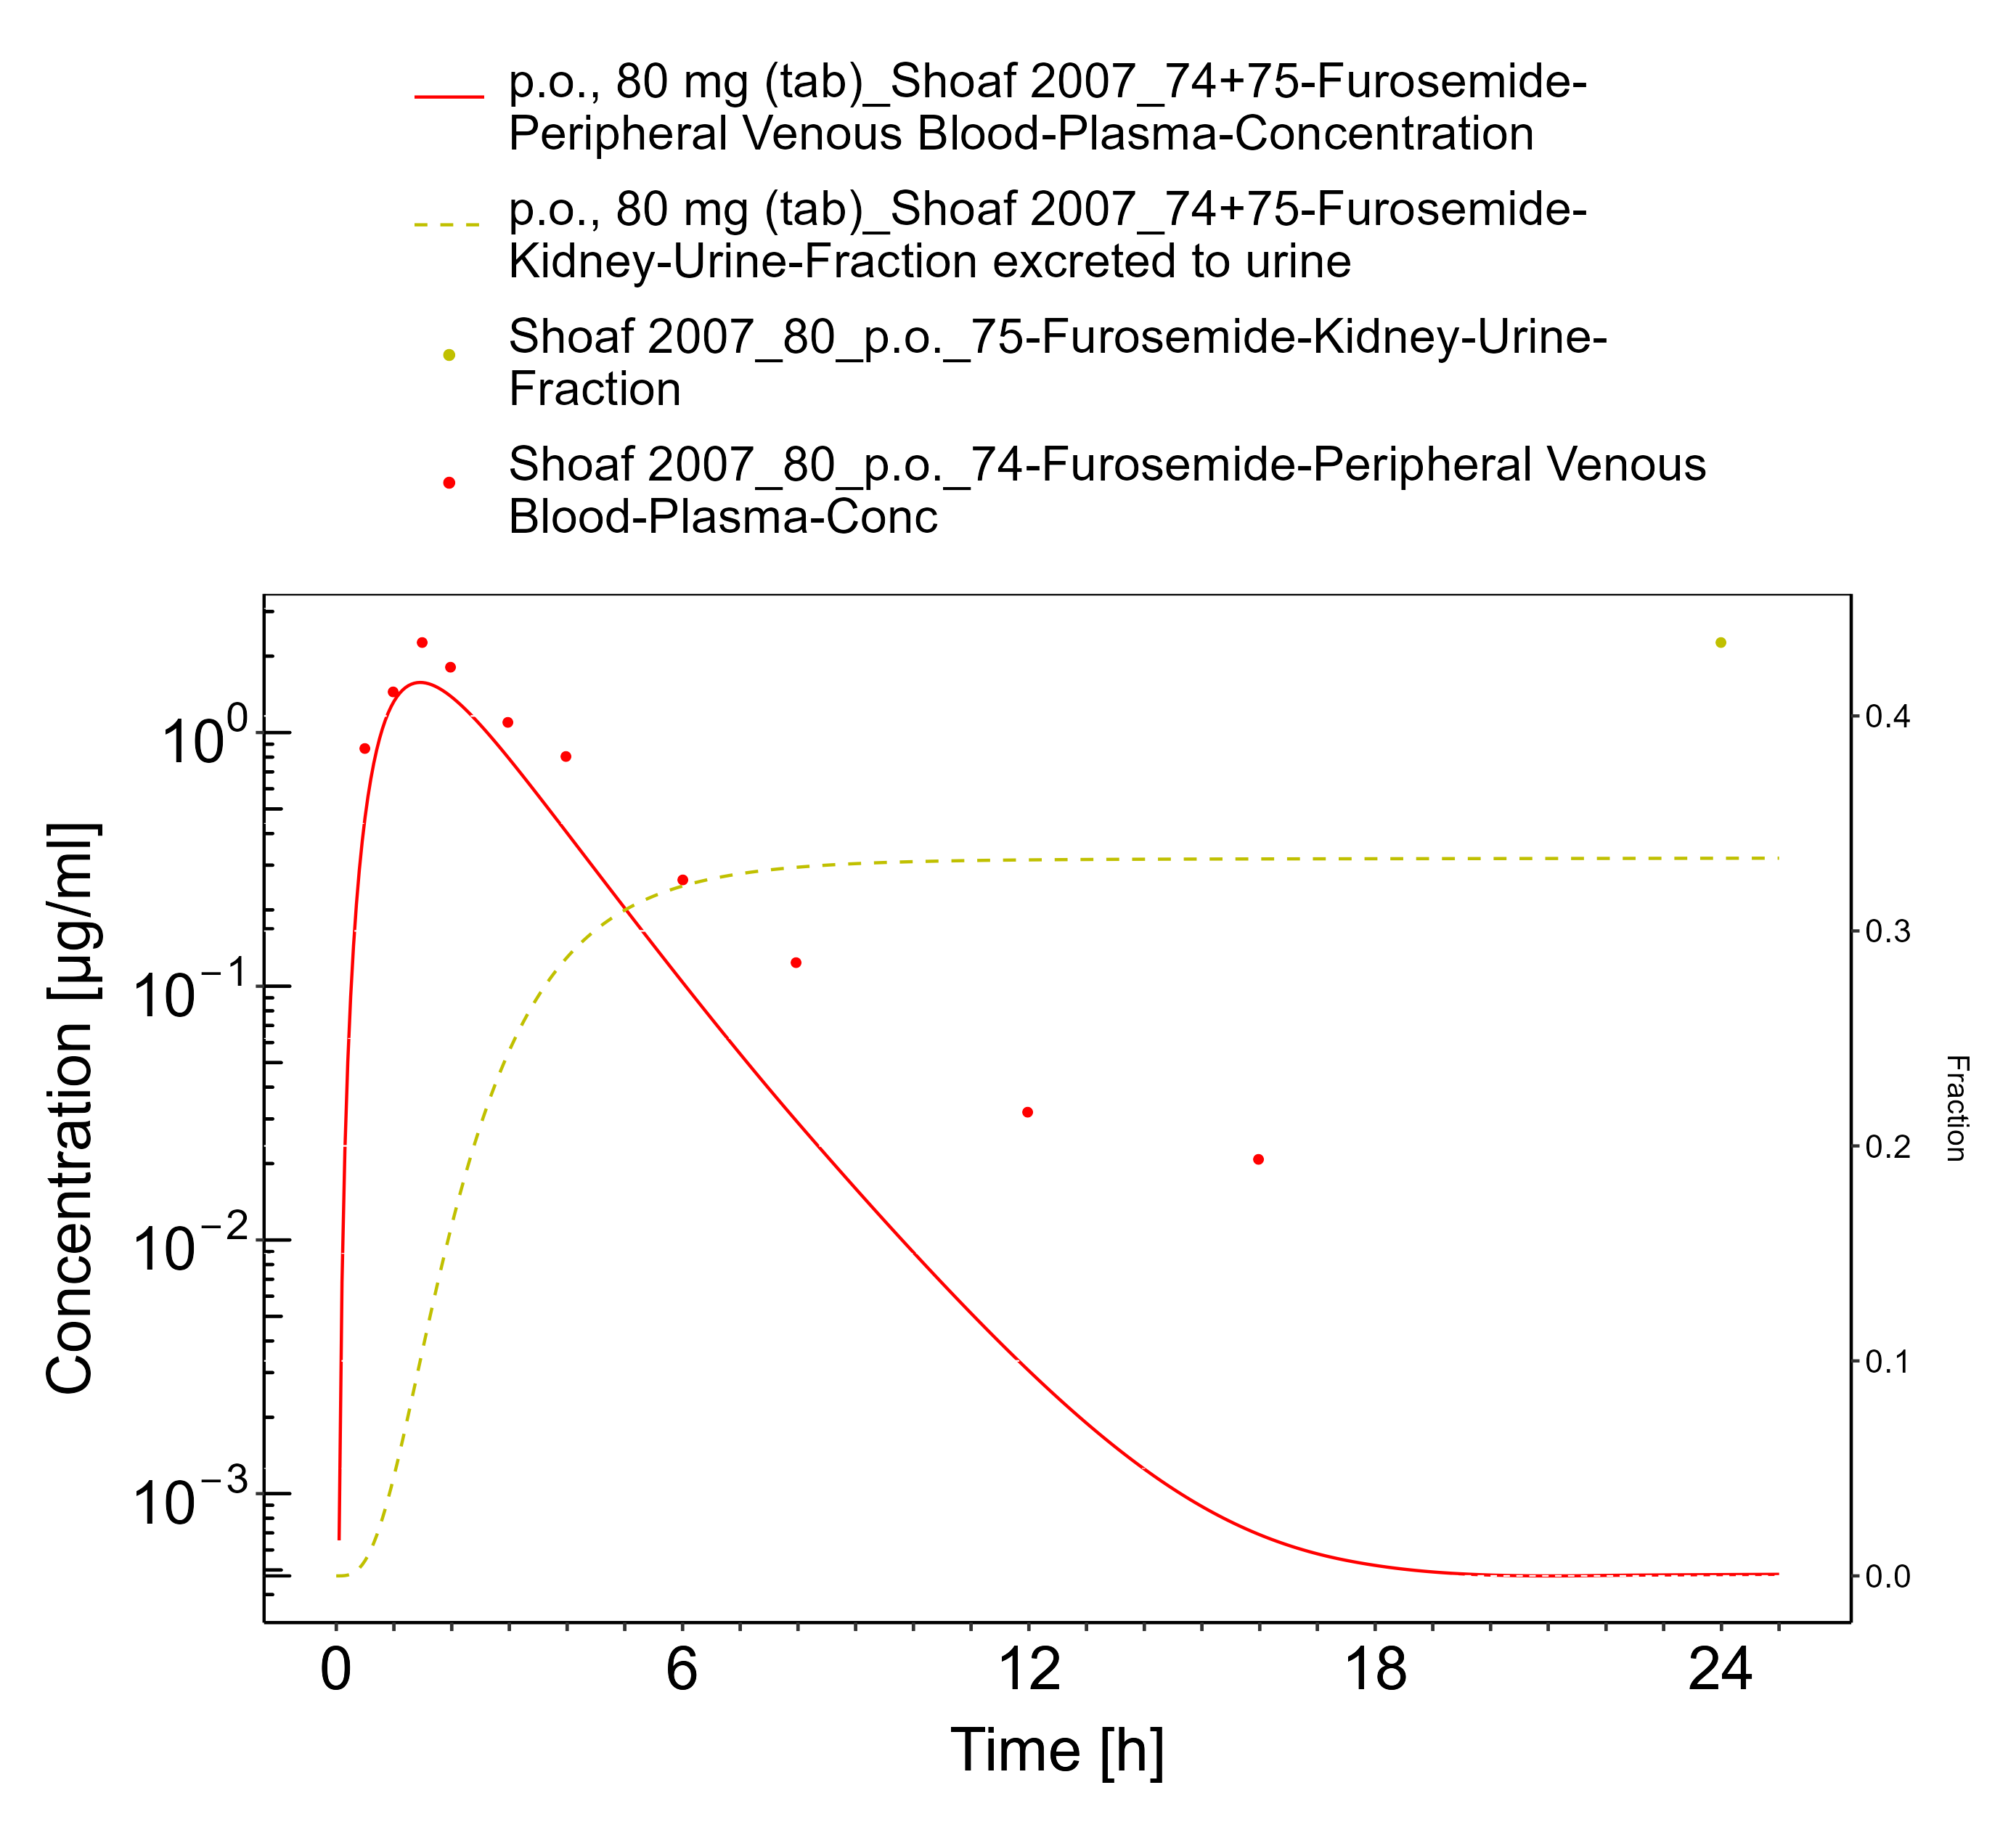 p.o., 80 mg (tab)_Shoaf 2007_74+75-Furosemide-
Peripheral Venous Blood-Plasma-Concentration
p.o., 80 mg (tab)_Shoaf 2007_74+75-Furosemide-
Kidney-Urine-Fraction excreted to urine
Shoaf 2007_80_p.o._75-Furosemide-Kidney-Urine-
Fraction
Shoaf 2007_80_p.o._74-Furosemide-Peripheral Venous
Blood-Plasma-Conc
Concentration [µg/ml]
10⁰
10⁻¹
10⁻²
10⁻³
0.4
0.3
0.2
0.1
0.0
Fraction
0 6 12 18 24
Time [h]